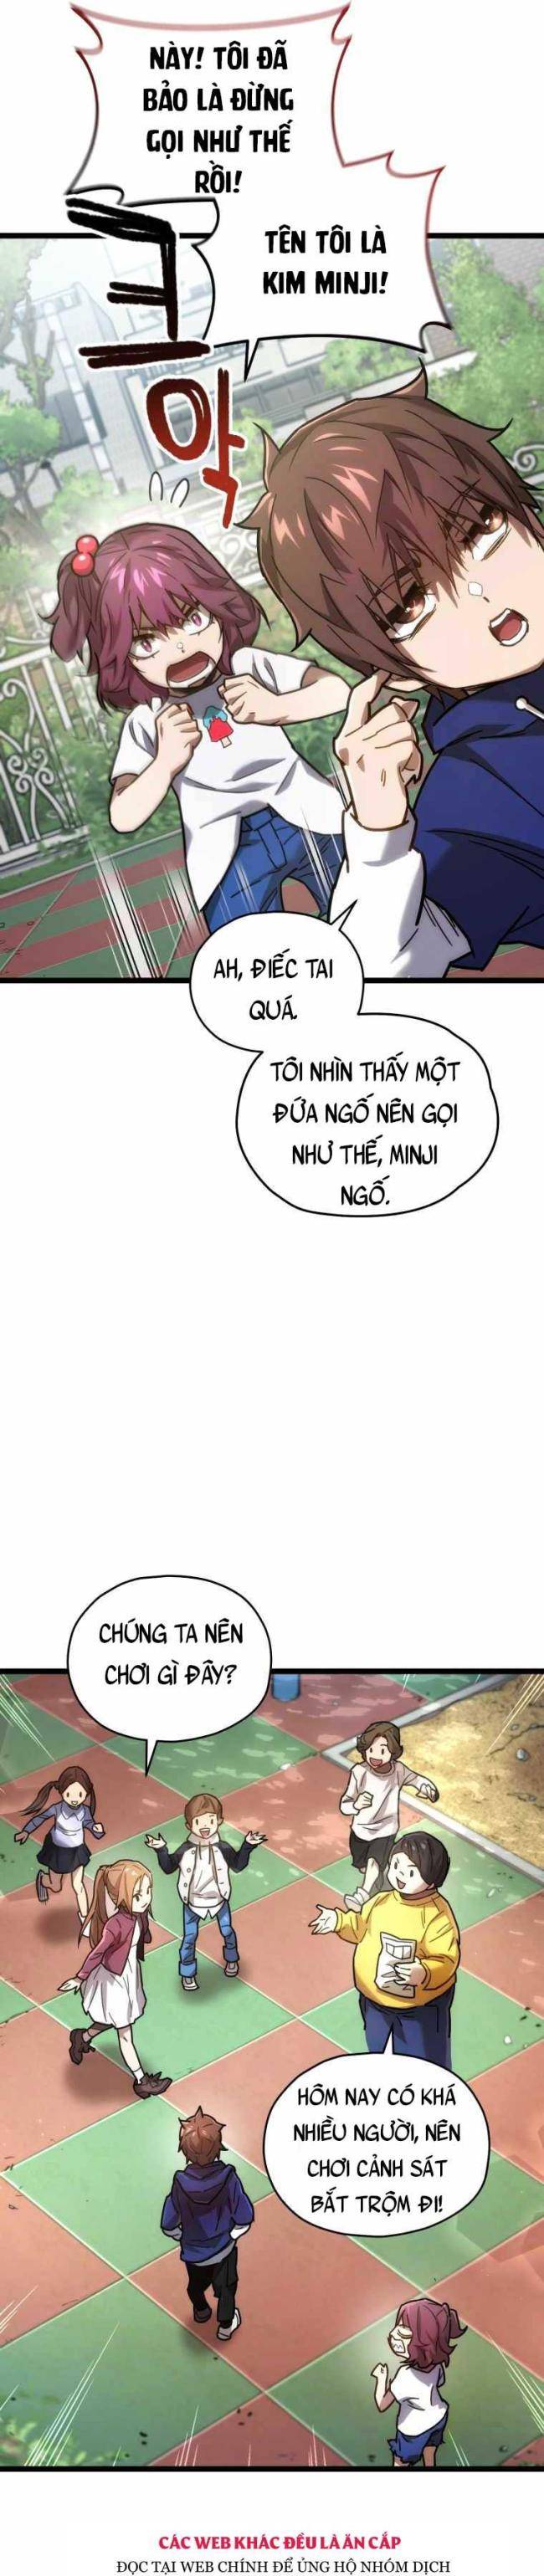 NÀY! TÔI ĐÃ
BẢO LÀ ĐỪNG
GỌI NHƯ THẾ
RỒI!
TÊN TÔI LÀ
KIM MINJI!
AH, ĐIẾC TAI
QUÁ.
TÔI NHÌN THẤY MỘT
ĐỨA NGỐ NÊN GỌI
NHƯ THẾ, MINJI
NGỐ.
CHÚNG TA NÊN
CHƠI GÌ ĐÂY?
HÔM NAY CÓ KHÁ
NHIỀU NGƯỜI, NÊN
CHƠI CẢNH SÁT
BẮT TRỘM ĐI!
CÁC WEB KHÁC ĐỀU LÀ ĂN CẮP
ĐỌC TẠI WEB CHÍNH ĐỂ ỦNG HỘ NHÓM DỊCH